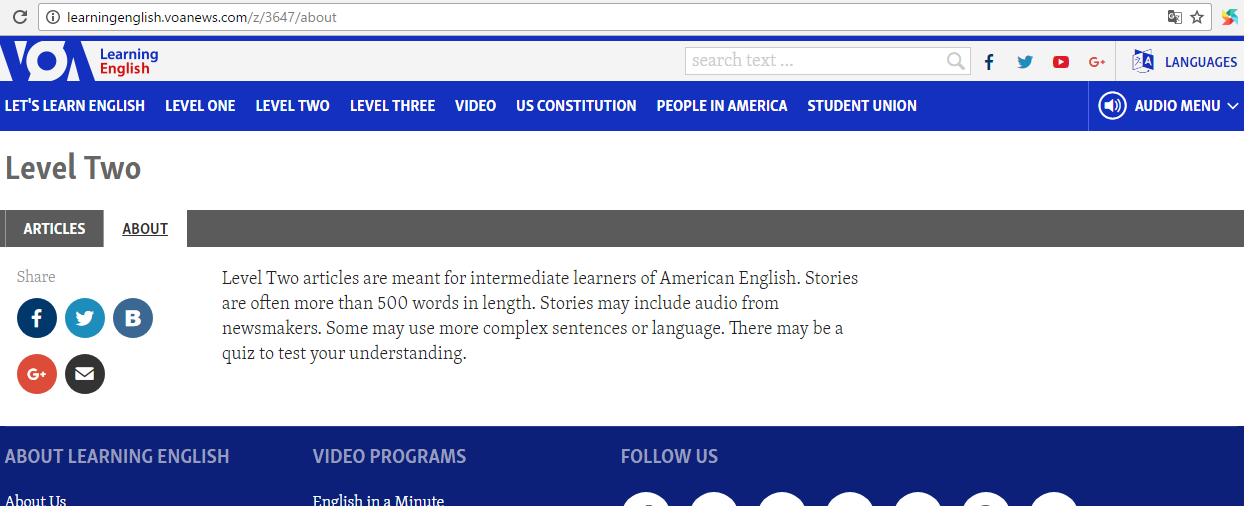 learningenglish.voanews.com/z/3647/about
VOA Learning
English
search text ...
G+
LANGUAGES
LET'S LEARN ENGLISH LEVEL ONE LEVEL TWO LEVEL THREE VIDEO US CONSTITUTION PEOPLE IN AMERICA STUDENT UNION AUDIO MENU
Level Two
ARTICLES ABOUT
Share
Level Two articles are meant for intermediate learners of American English. Stories
are often more than 500 words in length. Stories may include audio from
newsmakers. Some may use more complex sentences or language. There may be a
quiz to test your understanding.
B
G+
ABOUT LEARNING ENGLISH VIDEO PROGRAMS FOLLOW US
About Us English in a Minute